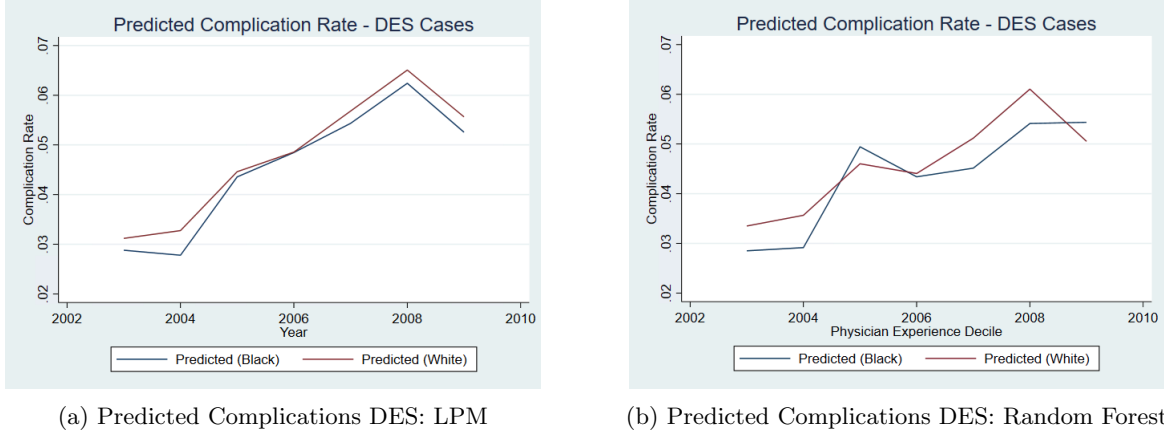 Predicted Complication Rate - DES Cases
Complication Rate
.07
.06
.05
.04
.03
.02
2002 2004 2006 2008 2010
Year
Predicted (Black) Predicted (White)
(a) Predicted Complications DES: LPM
Predicted Complication Rate - DES Cases
Complication Rate
.07
.06
.05
.04
.03
.02
2002 2004 2006 2008 2010
Physician Experience Decile
Predicted (Black) Predicted (White)
(b) Predicted Complications DES: Random Forest